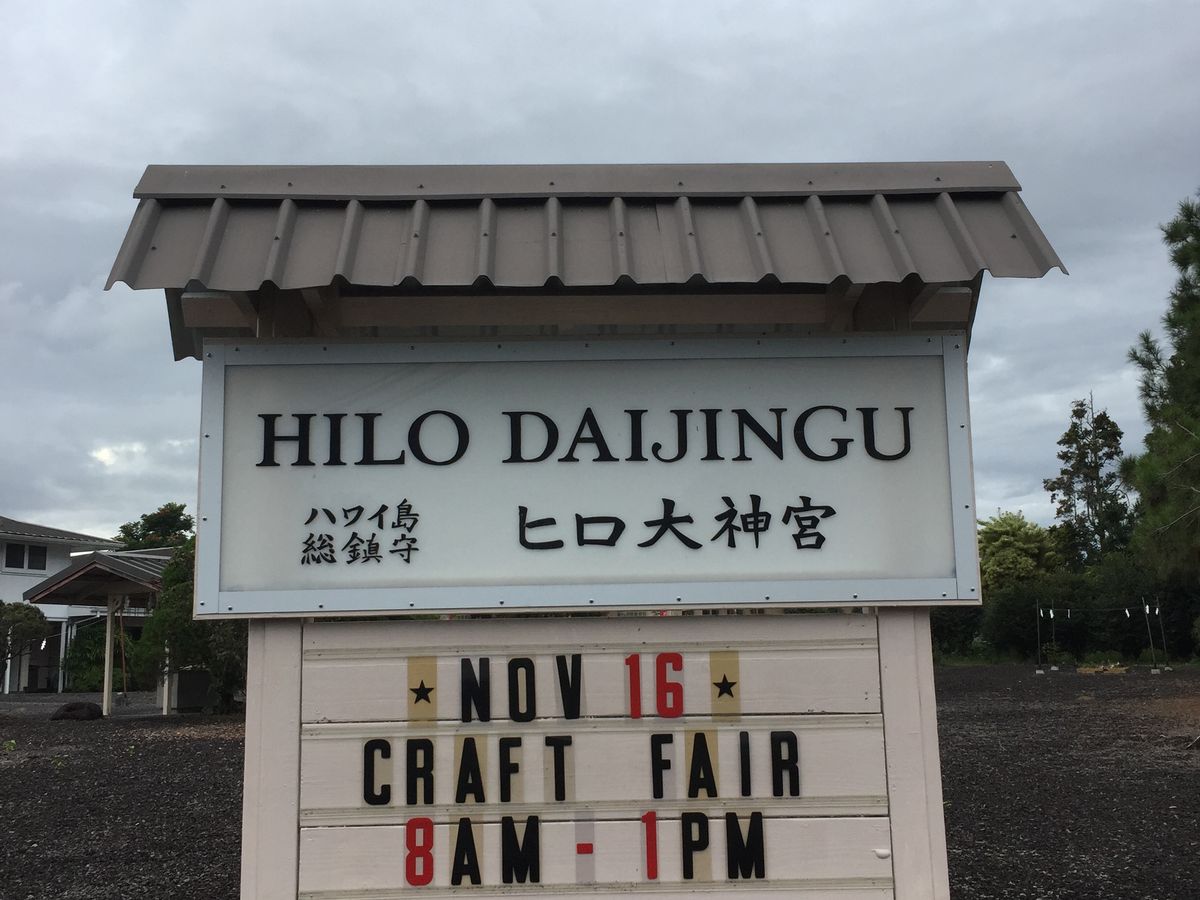 HILO DAIJINGU
ハワイ島
総鎮守
ヒロ大神宮
★ NOV 16 ★
CRAFT FAIR
8AM - 1PM